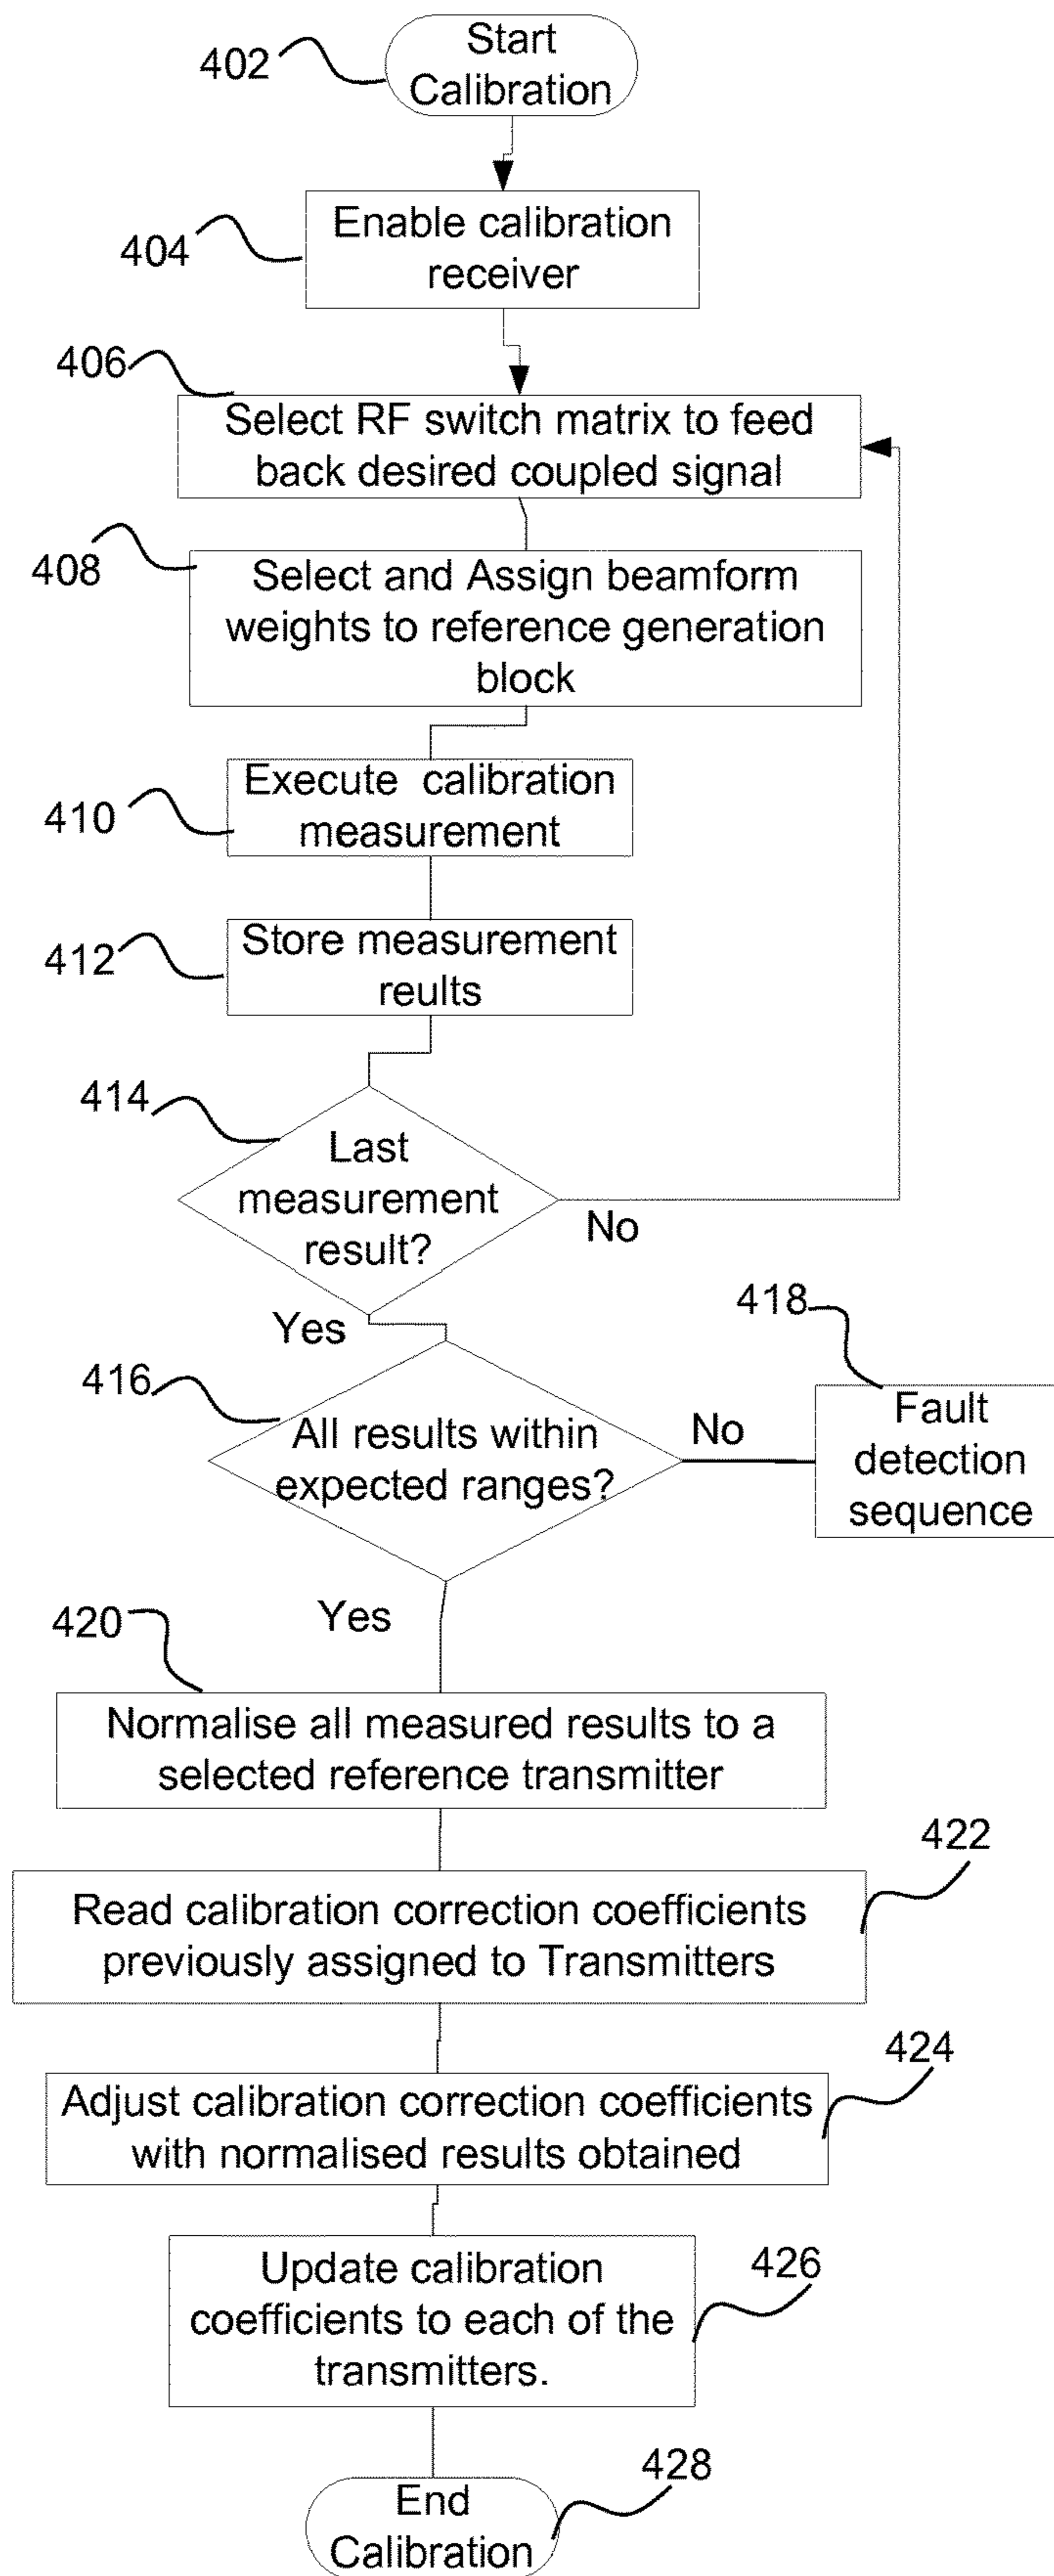 402
Start
Calibration
404
Enable calibration
receiver
406
Select RF switch matrix to feed
back desired coupled signal
408
Select and Assign beamform
weights to reference generation
block
410
Execute calibration
measurement
412
Store measurement
reults
414
Last
measurement
result?
No
Yes
418
416
All results within
expected ranges?
No
Fault
detection
sequence
Yes
420
Normalise all measured results to a
selected reference transmitter
422
Read calibration correction coefficients
previously assigned to Transmitters
424
Adjust calibration correction coefficients
with normalised results obtained
426
Update calibration
coefficients to each of the
transmitters.
428
End
Calibration